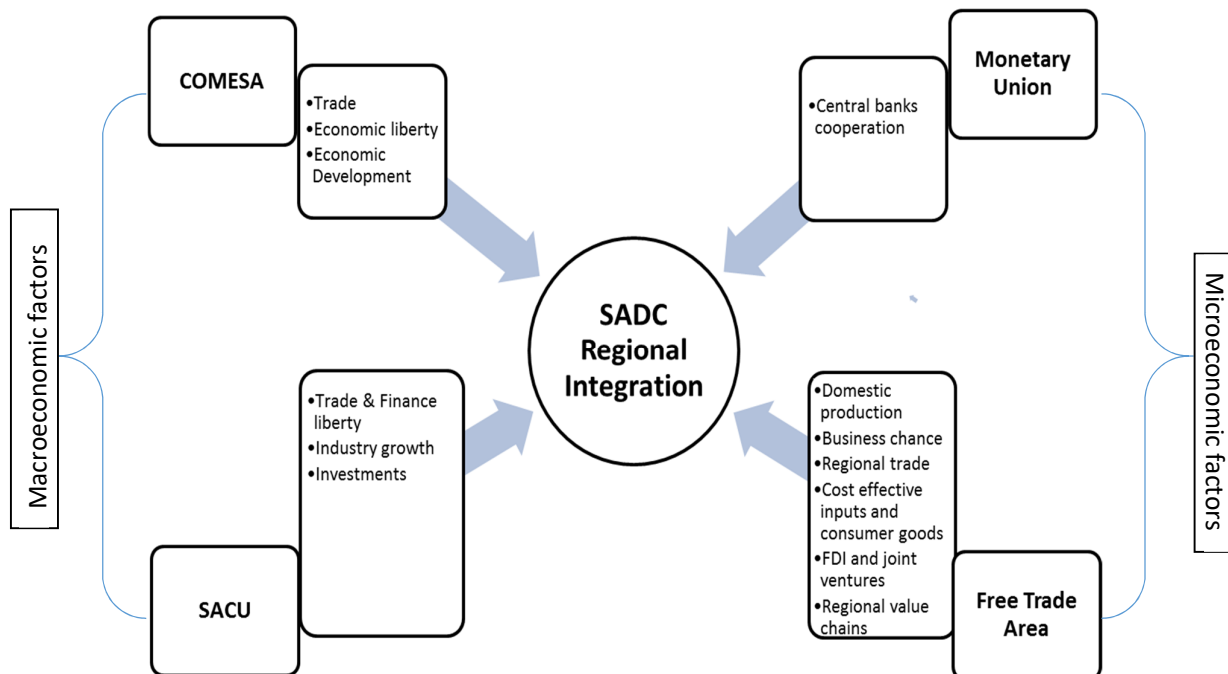 Macroeconomic factors
COMESA
•Trade
•Economic liberty
•Economic
Development
SACU
•Trade & Finance
liberty
•Industry growth
•Investments
SADC
Regional
Integration
Monetary
Union
•Central banks
cooperation
•Domestic
production
•Business chance
•Regional trade
•Cost effective
inputs and
consumer goods
•FDI and joint
ventures
•Regional value
chains
Free Trade
Area
Microeconomic factors